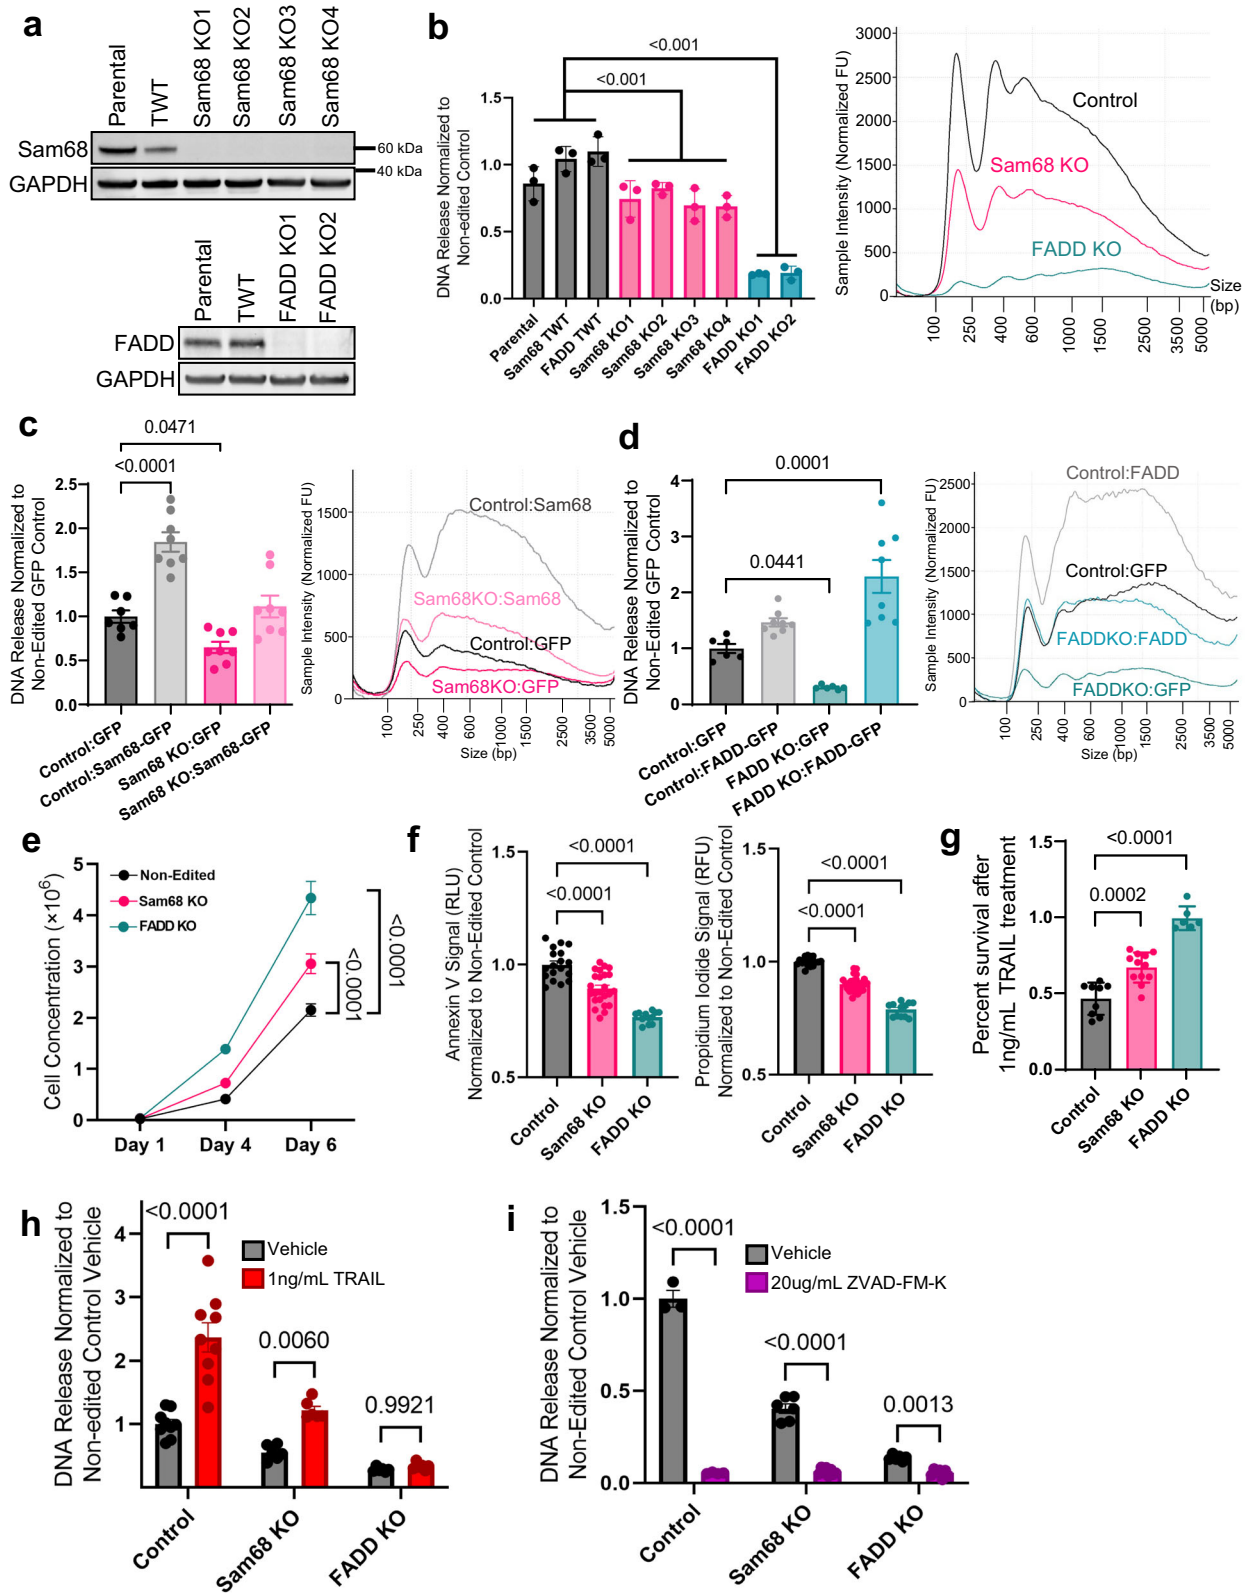 a
Parental
TWT
Sam68 KO1
Sam68 KO2
Sam68 KO3
Sam68 KO4
Sam68
60 kDa
40 kDa
GAPDH
Parental
TWT
FADD KO1
FADD KO2
FADD
GAPDH
b
<0.001
<0.001
DNA Release Normalized to
Non-edited Control
1.5
1.0
0.5
0.0
Parental
Sam68 TWT
FADD TWT
Sam68 KO1
Sam68 KO2
Sam68 KO3
Sam68 KO4
FADD KO1
FADD KO2
Sample Intensity (Normalized FU)
3000
2500
2000
1500
1000
500
0
Control
Sam68 KO
FADD KO
100
250
400
600
1000
1500
2500
3500
5000
Size
(bp)
c
0.0471
<0.0001
DNA Release Normalized to
Non-Edited GFP Control
2.5
2.0
1.5
1.0
0.5
0.0
Control:GFP
Control:Sam68-GFP
Sam68 KO:GFP
Sam68 KO:Sam68-GFP
Sample Intensity (Normalized FU)
1500
1000
500
0
Control:Sam68
Sam68KO:Sam68
Control:GFP
Sam68KO:GFP
100
250
400
600
1000
1500
2500
3500
5000
Size (bp)
d
0.0001
0.0441
DNA Release Normalized to
Non-Edited GFP Control
4
3
2
1
0
Control:GFP
Control:FADD-GFP
FADD KO:GFP
FADD KO:FADD-GFP
Sample Intensity (Normalized FU)
2500
2000
1500
1000
500
0
Control:FADD
Control:GFP
FADDKO:FADD
FADDKO:GFP
100
250
400
600
1000
1500
2500
3500
5000
Size (bp)
e
Cell Concentration (×10⁶)
5
4
3
2
1
0
Non-Edited
Sam68 KO
FADD KO
<0.0001
<0.0001
Day 1
Day 4
Day 6
f
Annexin V Signal (RLU)
Normalized to Non-Edited Control
1.5
1.0
0.5
<0.0001
<0.0001
Control
Sam68 KO
FADD KO
Propidium Iodide Signal (RFU)
Normalized to Non-Edited Control
1.5
1.0
0.5
<0.0001
<0.0001
Control
Sam68 KO
FADD KO
g
Percent survival after
1ng/mL TRAIL treatment
1.5
1.0
0.5
0.0
<0.0001
0.0002
Control
Sam68 KO
FADD KO
h
DNA Release Normalized to
Non-edited Control Vehicle
4
3
2
1
<0.0001
0.0060
0.9921
Vehicle
1ng/mL TRAIL
Control
Sam68 KO
FADD KO
i
DNA Release Normalized to
Non-edited Control Vehicle
1.5
1.0
0.5
0.0
<0.0001
<0.0001
0.0013
Vehicle
20ug/mL ZVAD-FM-K
Control
Sam68 KO
FADD KO